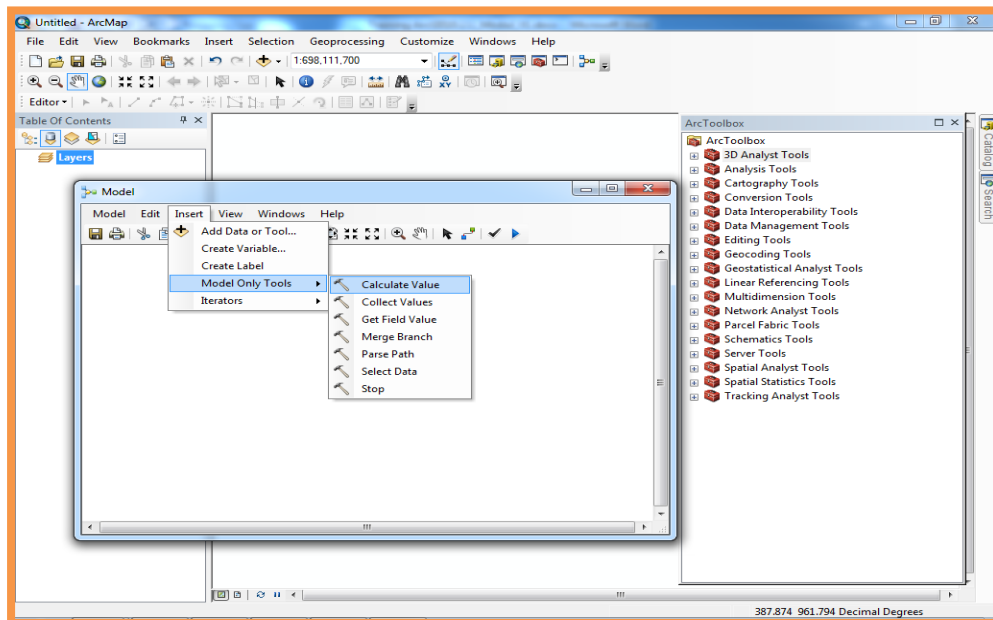 Untitled - ArcMap
File Edit View Bookmarks Insert Selection Geoprocessing Customize Windows Help
1:698,111,700
Editor
Table Of Contents
Layers
Model
Model Edit Insert View Windows Help
Add Data or Tool...
Create Variable...
Create Label
Model Only Tools
Iterators
Calculate Value
Collect Values
Get Field Value
Merge Branch
Parse Path
Select Data
Stop
ArcToolbox
ArcToolbox
3D Analyst Tools
Analysis Tools
Cartography Tools
Conversion Tools
Data Interoperability Tools
Data Management Tools
Editing Tools
Geocoding Tools
Geostatistical Analyst Tools
Linear Referencing Tools
Multidimension Tools
Network Analyst Tools
Parcel Fabric Tools
Schematics Tools
Server Tools
Spatial Analyst Tools
Spatial Statistics Tools
Tracking Analyst Tools
Catalog
Search
387.874 961.794 Decimal Degrees